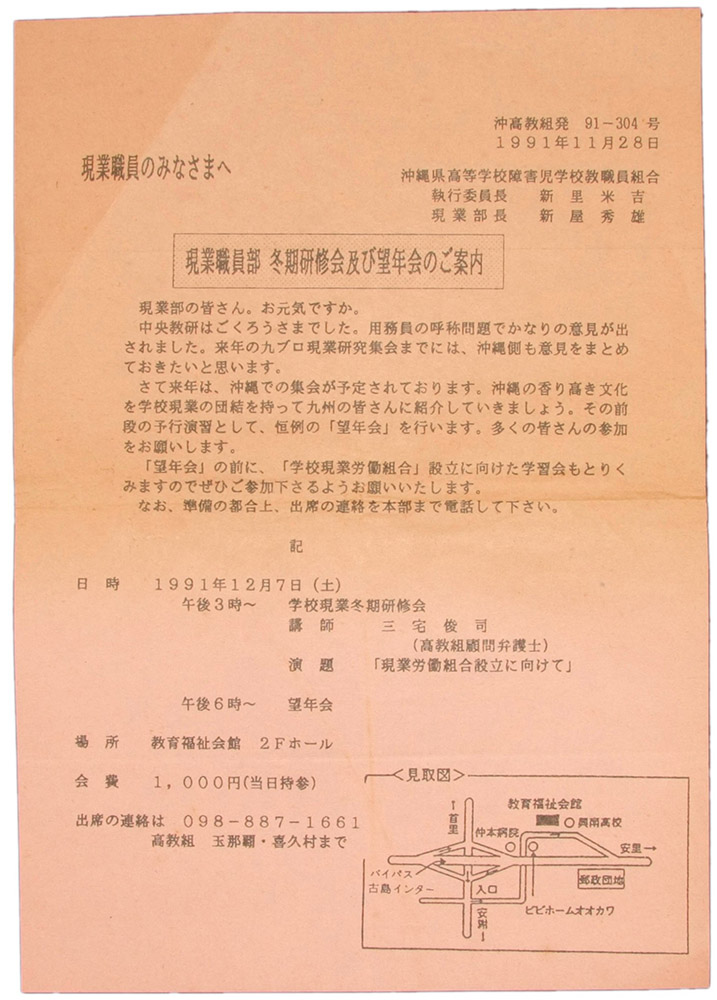 沖高教組発 91－304 号
1991年11月28日
現業職員のみなさまへ
沖縄県高等学校障害児学校教職員組合
執行委員長 新里米吉
現業部長 新屋秀雄
現業職員部 冬期研修会及び望年会のご案内
現業部の皆さん。お元気ですか。
中央教研はごくろうさまでした。用務員の呼称問題でかなりの意見が出
されました。来年の九ブロ現業研究集会までには、沖縄側も意見をまとめ
ておきたいと思います。
さて来年は、沖縄での集会が予定されております。沖縄の香り高き文化
を学校現業の団結を持って九州の皆さんに紹介していきましょう。その前
段の予行演習として、恒例の「望年会」を行います。多くの皆さんの参加
をお願いします。
「望年会」の前に、「学校現業労働組合」設立に向けた学習会もとりく
みますのでぜひご参加下さるようお願いいたします。
なお、準備の都合上、出席の連絡を本部まで電話して下さい。
記
日 時 1991年12月7日（土）
午後3時～ 学校現業冬期研修会
講 師 三 宅 俊 司
（高教組顧問弁護士）
演 題 「現業労働組合設立に向けて」
午後6時～ 望年会
場 所 教育福祉会館 2Fホール
会 費 1，000円(当日持参)
出席の連絡は 098－887－1661
高教組 玉那覇・喜久村まで
＜見取図＞
↑首里
教育福祉会館
興南高校
仲本病院
安里→
バイパス
古島インター
入口
郵政団地
安謝↓
ビビホームオオカワ